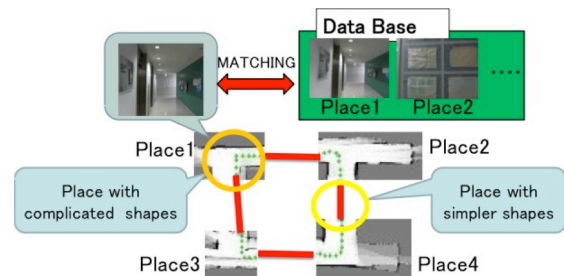 Data Base
MATCHING
Place1 Place2 ····
Place1
Place2
Place with
complicated shapes
Place with
simpler shapes
Place3
Place4